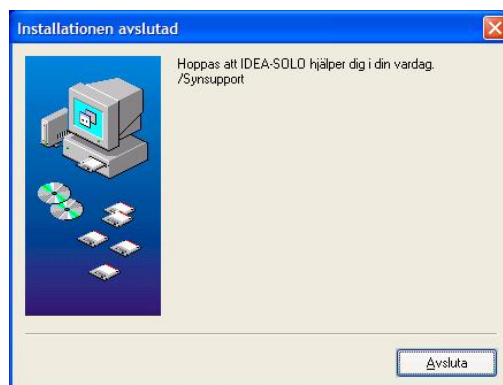 Installationen avslutad
Hoppas att IDEA-SOLO hjälper dig i din vardag.
/Synsupport
Avsluta